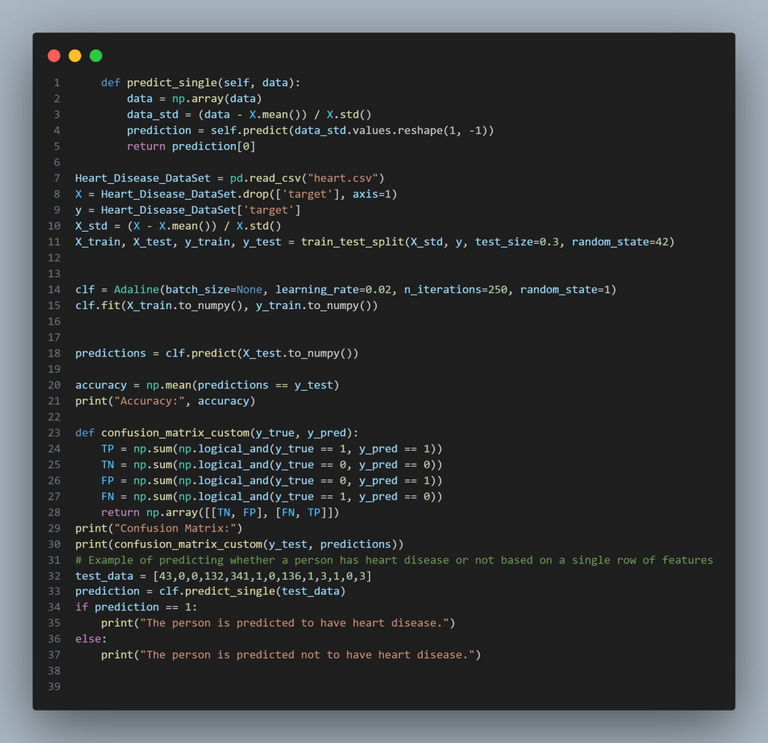 1 def predict_single(self, data):
2 data = np.array(data)
3 data_std = (data - X.mean()) / X.std()
4 prediction = self.predict(data_std.values.reshape(1, -1))
5 return prediction[0]
6
7 Heart_Disease_DataSet = pd.read_csv("heart.csv")
8 X = Heart_Disease_DataSet.drop(['target'], axis=1)
9 y = Heart_Disease_DataSet['target']
10 X_std = (X - X.mean()) / X.std()
11 X_train, X_test, y_train, y_test = train_test_split(X_std, y, test_size=0.3, random_state=42)
12
13
14 clf = Adaline(batch_size=None, learning_rate=0.02, n_iterations=250, random_state=1)
15 clf.fit(X_train.to_numpy(), y_train.to_numpy())
16
17
18 predictions = clf.predict(X_test.to_numpy())
19
20 accuracy = np.mean(predictions == y_test)
21 print("Accuracy:", accuracy)
22
23 def confusion_matrix_custom(y_true, y_pred):
24 TP = np.sum(np.logical_and(y_true == 1, y_pred == 1))
25 TN = np.sum(np.logical_and(y_true == 0, y_pred == 0))
26 FP = np.sum(np.logical_and(y_true == 0, y_pred == 1))
27 FN = np.sum(np.logical_and(y_true == 1, y_pred == 0))
28 return np.array([[TN, FP], [FN, TP]])
29 print("Confusion Matrix:")
30 print(confusion_matrix_custom(y_test, predictions))
31 # Example of predicting whether a person has heart disease or not based on a single row of features
32 test_data = [43,0,0,132,341,1,0,136,1,3,1,0,3]
33 prediction = clf.predict_single(test_data)
34 if prediction == 1:
35 print("The person is predicted to have heart disease.")
36 else:
37 print("The person is predicted not to have heart disease.")
38
39